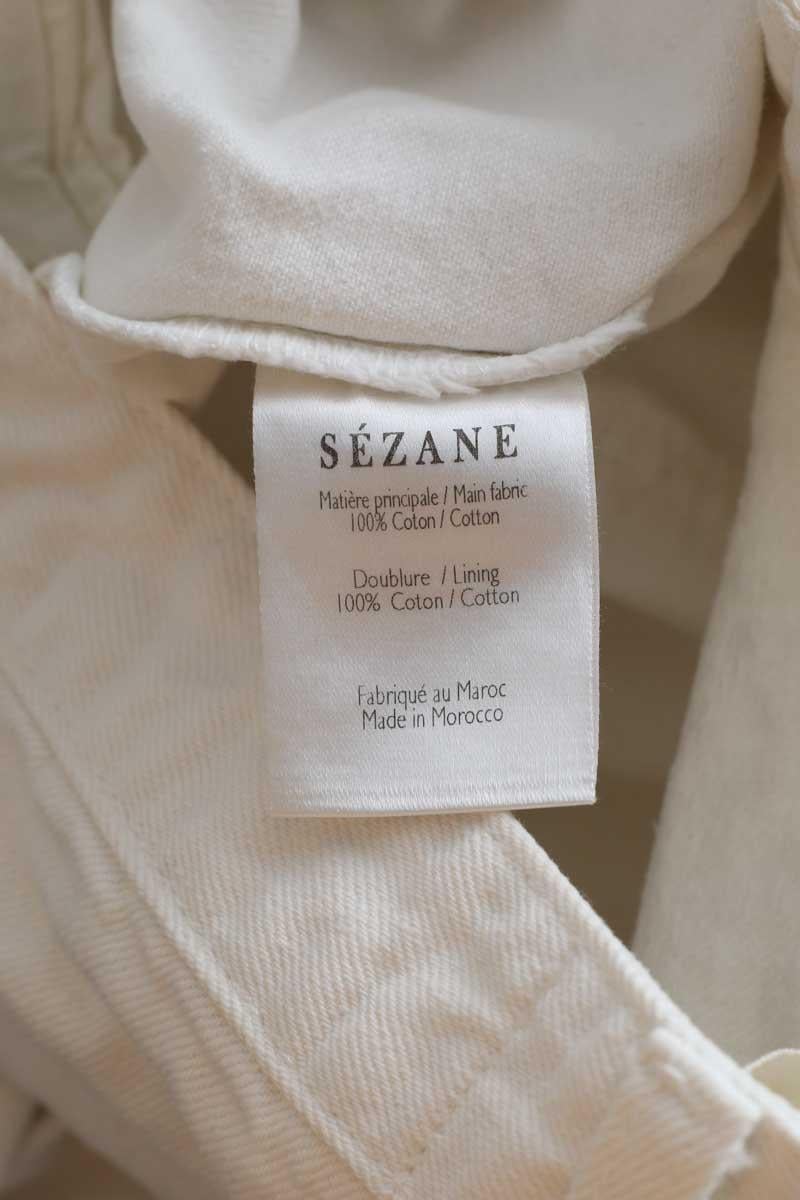 SÉZANE
Matière principale / Main fabric
100% Coton / Cotton
Doublure / Lining
100% Coton / Cotton
Fabriqué au Maroc
Made in Morocco